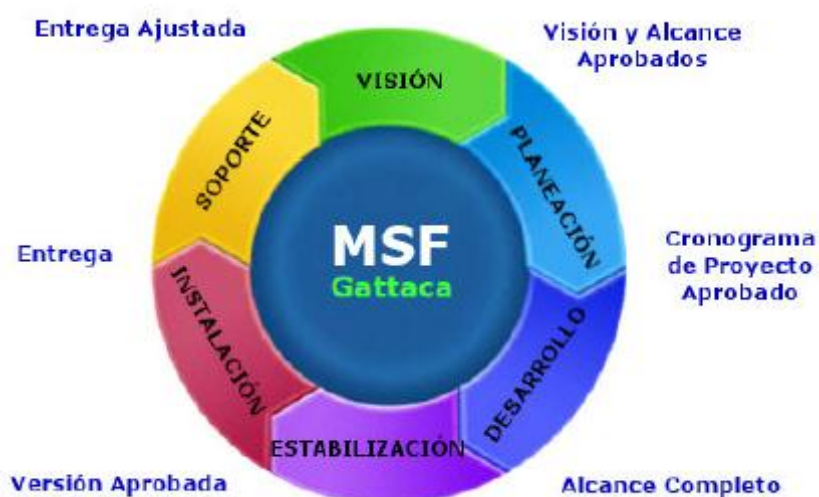 Entrega Ajustada
Visión y Alcance
Aprobados
VISIÓN
PLANEACIÓN
SOPORTE
MSF
Gattaca
Entrega
Cronograma
de Proyecto
Aprobado
INSTALACIÓN
DESARROLLO
ESTABILIZACIÓN
Versión Aprobada
Alcance Completo